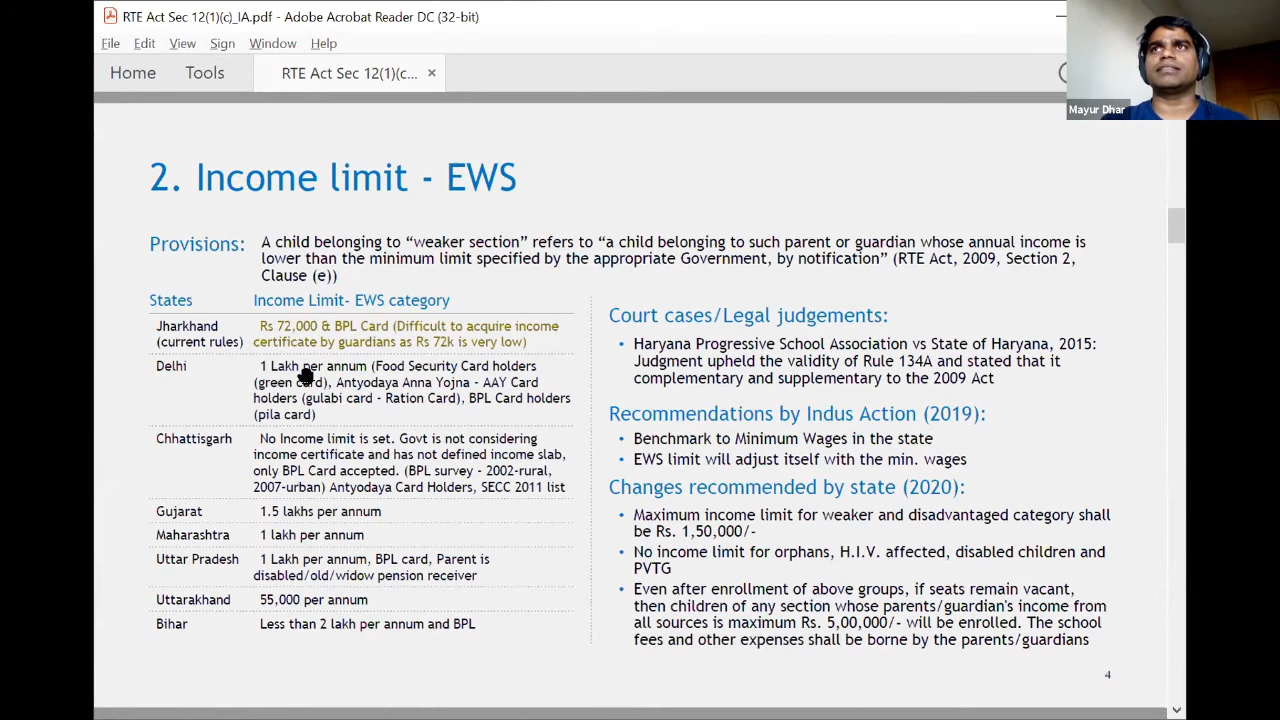 RTE Act Sec 12(1)(c)_IA.pdf - Adobe Acrobat Reader DC (32-bit)
File Edit View Sign Window Help
Home Tools RTE Act Sec 12(1)(c... ×
Mayur Dhar
2. Income limit - EWS
Provisions: A child belonging to “weaker section” refers to “a child belonging to such parent or guardian whose annual income is
lower than the minimum limit specified by the appropriate Government, by notification” (RTE Act, 2009, Section 2,
Clause (e))
States Income Limit- EWS category
Jharkhand Rs 72,000 & BPL Card (Difficult to acquire income
(current rules) certificate by guardians as Rs 72k is very low)
Delhi 1 Lakh per annum (Food Security Card holders
(green card), Antyodaya Anna Yojna - AAY Card
holders (gulabi card - Ration Card), BPL Card holders
(pila card)
Chhattisgarh No Income limit is set. Govt is not considering
income certificate and has not defined income slab,
only BPL Card accepted. (BPL survey - 2002-rural,
2007-urban) Antyodaya Card Holders, SECC 2011 list
Gujarat 1.5 lakhs per annum
Maharashtra 1 lakh per annum
Uttar Pradesh 1 Lakh per annum, BPL card, Parent is
disabled/old/widow pension receiver
Uttarakhand 55,000 per annum
Bihar Less than 2 lakh per annum and BPL
Court cases/Legal judgements:
• Haryana Progressive School Association vs State of Haryana, 2015:
Judgment upheld the validity of Rule 134A and stated that it
complementary and supplementary to the 2009 Act
Recommendations by Indus Action (2019):
• Benchmark to Minimum Wages in the state
• EWS limit will adjust itself with the min. wages
Changes recommended by state (2020):
• Maximum income limit for weaker and disadvantaged category shall
be Rs. 1,50,000/-
• No income limit for orphans, H.I.V. affected, disabled children and
PVTG
• Even after enrollment of above groups, if seats remain vacant,
then children of any section whose parents/guardian's income from
all sources is maximum Rs. 5,00,000/- will be enrolled. The school
fees and other expenses shall be borne by the parents/guardians
4